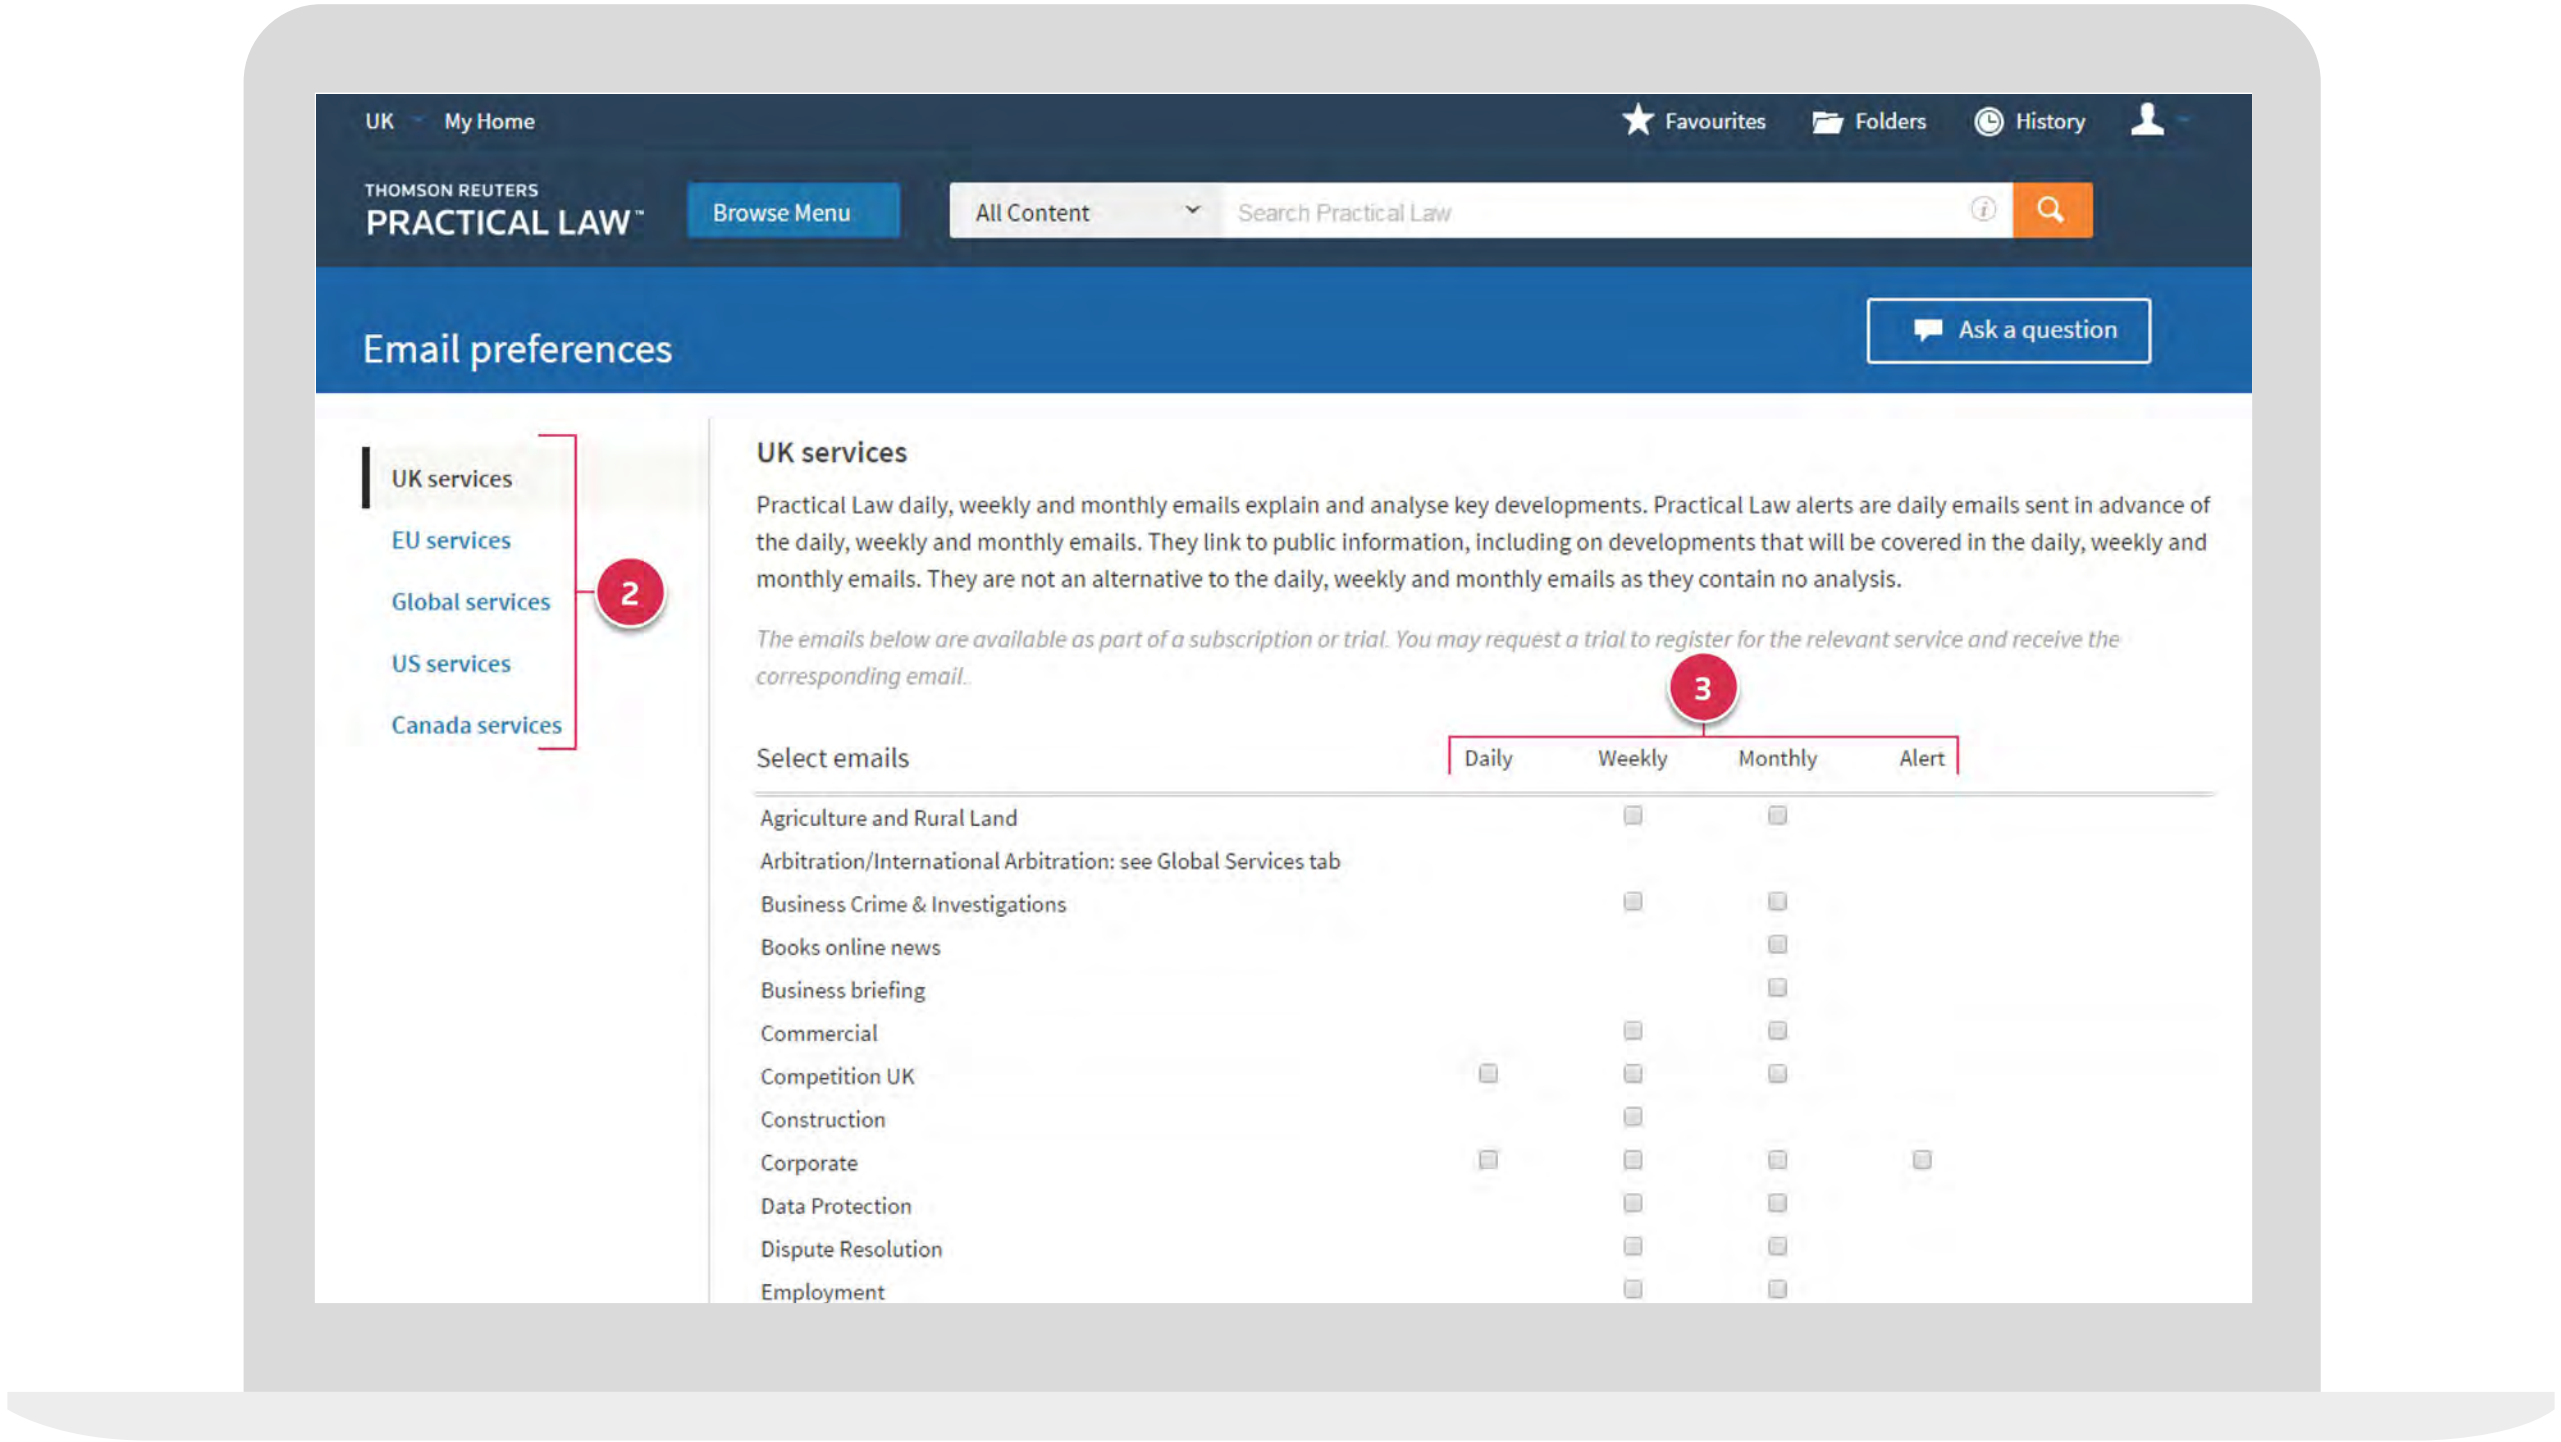 UK My Home Favourites Folders History
THOMSON REUTERS
PRACTICAL LAW™ Browse Menu All Content Search Practical Law i
Email preferences Ask a question
UK services
EU services
Global services
US services
Canada services
2
UK services
Practical Law daily, weekly and monthly emails explain and analyse key developments. Practical Law alerts are daily emails sent in advance of
the daily, weekly and monthly emails. They link to public information, including on developments that will be covered in the daily, weekly and
monthly emails. They are not an alternative to the daily, weekly and monthly emails as they contain no analysis.
The emails below are available as part of a subscription or trial. You may request a trial to register for the relevant service and receive the
corresponding email.
3
Select emails Daily Weekly Monthly Alert
Agriculture and Rural Land
Arbitration/International Arbitration: see Global Services tab
Business Crime & Investigations
Books online news
Business briefing
Commercial
Competition UK
Construction
Corporate
Data Protection
Dispute Resolution
Employment